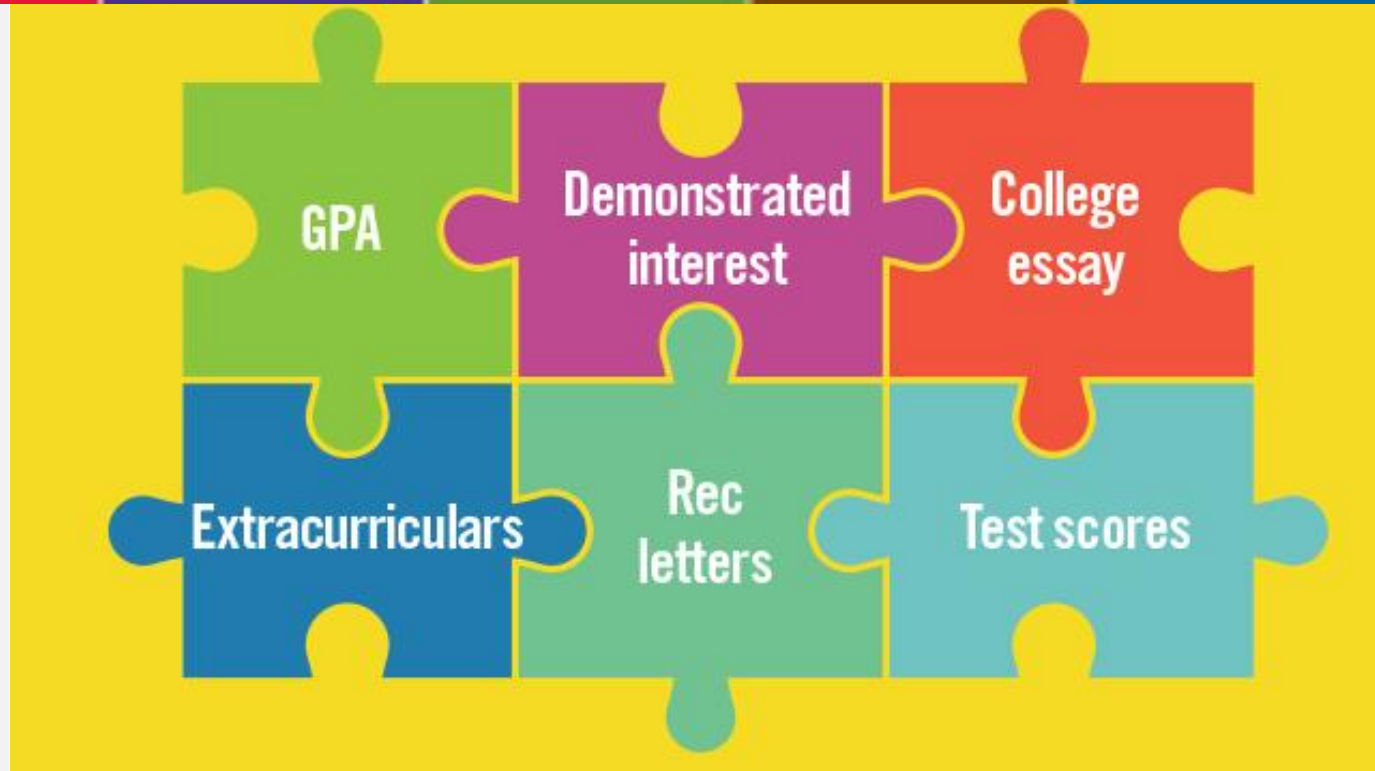 GPA
Demonstrated
interest
College
essay
Extracurriculars
Rec
letters
Test scores